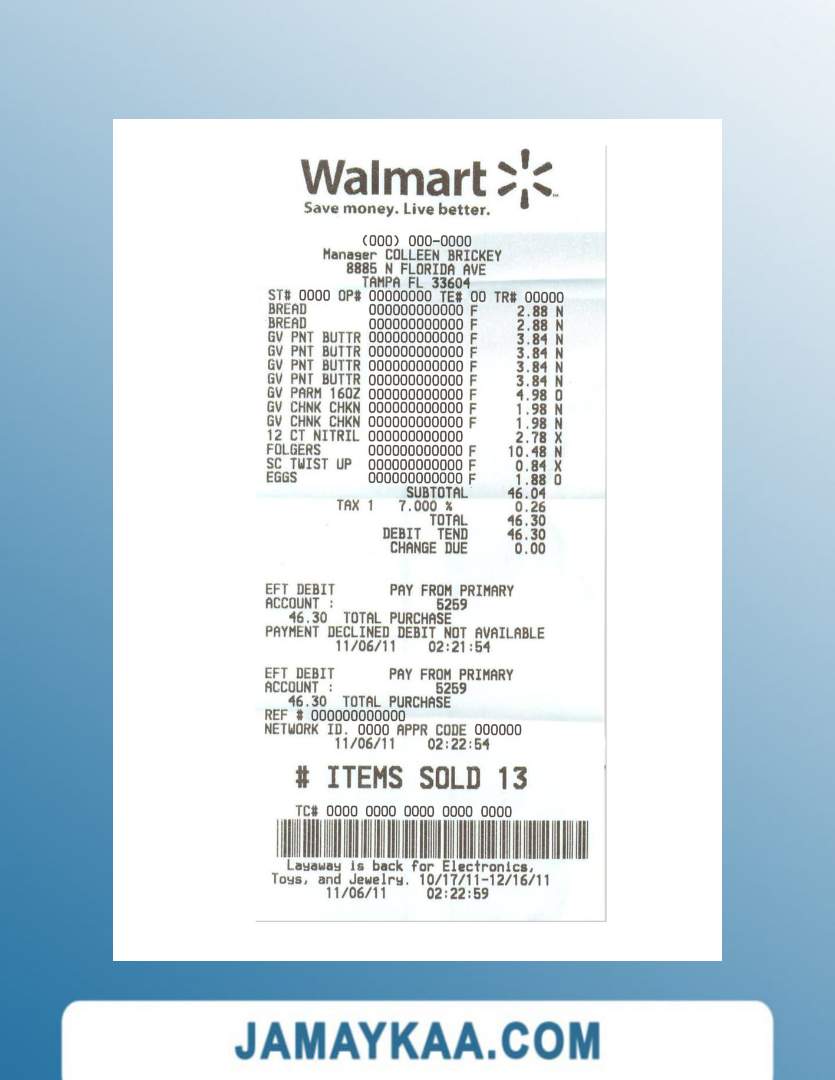 Walmart
Save money. Live better.
(000) 000-0000
Manager COLLEEN BRICKEY
8885 N FLORIDA AVE
TAMPA FL 33604
ST# 0000 OP# 00000000 TE# 00 TR# 00000
BREAD 000000000000 F 2.88 N
BREAD 000000000000 F 2.88 N
GV PNT BUTTR 000000000000 F 3.84 N
GV PNT BUTTR 000000000000 F 3.84 N
GV PNT BUTTR 000000000000 F 3.84 N
GV PNT BUTTR 000000000000 F 3.84 N
GV PARM 16OZ 000000000000 F 4.98 O
GV CHNK CHKN 000000000000 F 1.98 N
GV CHNK CHKN 000000000000 F 1.98 N
12 CT NITRIL 000000000000 2.78 X
FOLGERS 000000000000 F 10.48 N
SC TWIST UP 000000000000 F 0.84 X
EGGS 000000000000 F 1.88 O
SUBTOTAL 46.04
TAX 1 7.000 % 0.26
TOTAL 46.30
DEBIT TEND 46.30
CHANGE DUE 0.00
EFT DEBIT PAY FROM PRIMARY
ACCOUNT : 5259
46.30 TOTAL PURCHASE
PAYMENT DECLINED DEBIT NOT AVAILABLE
11/06/11 02:21:54
EFT DEBIT PAY FROM PRIMARY
ACCOUNT : 5259
46.30 TOTAL PURCHASE
REF # 000000000000
NETWORK ID. 0000 APPR CODE 000000
11/06/11 02:22:54
# ITEMS SOLD 13
TC# 0000 0000 0000 0000 0000
Layaway is back for Electronics,
Toys, and Jewelry. 10/17/11-12/16/11
11/06/11 02:22:59
JAMAYKAA.COM